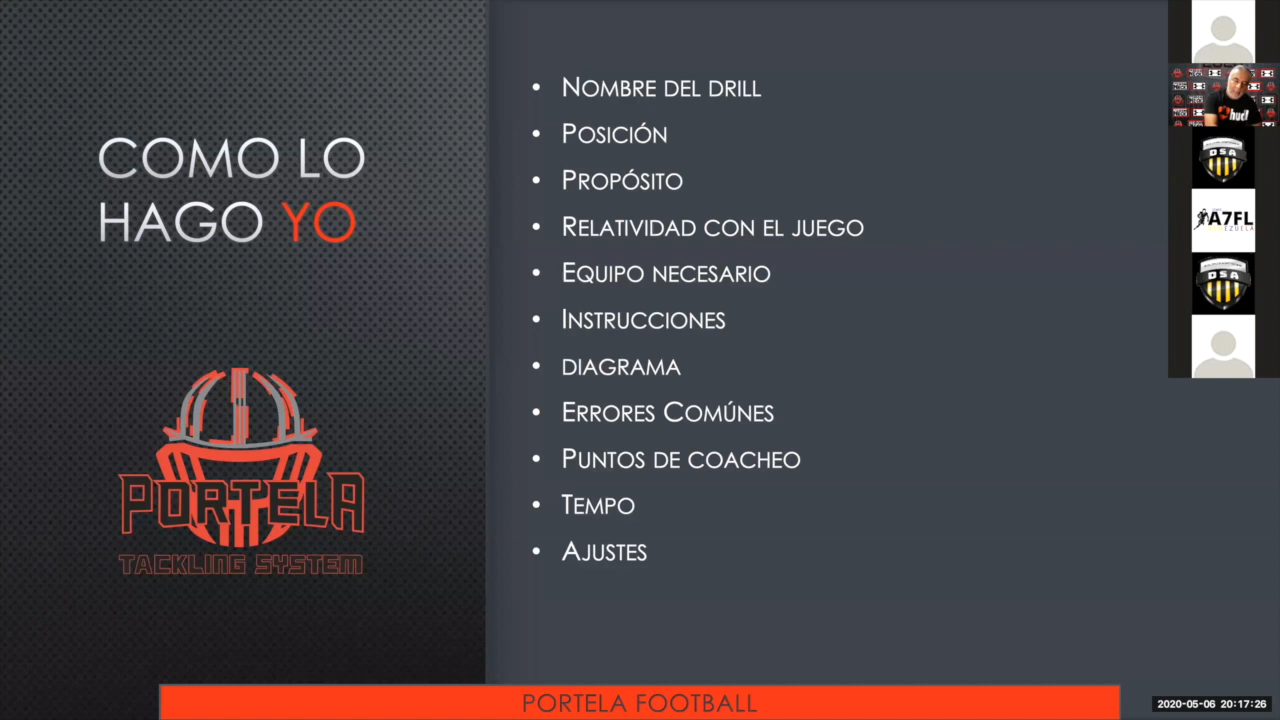 COMO LO
HAGO YO
PORTELA
TACKLING SYSTEM
• NOMBRE DEL DRILL
• POSICIÓN
• PROPÓSITO
• RELATIVIDAD CON EL JUEGO
• EQUIPO NECESARIO
• INSTRUCCIONES
• DIAGRAMA
• ERRORES COMÚNES
• PUNTOS DE COACHEO
• TEMPO
• AJUSTES
PORTELA FOOTBALL
hudl
DSA
A7FL
DSA
2020-05-06 20:17:26